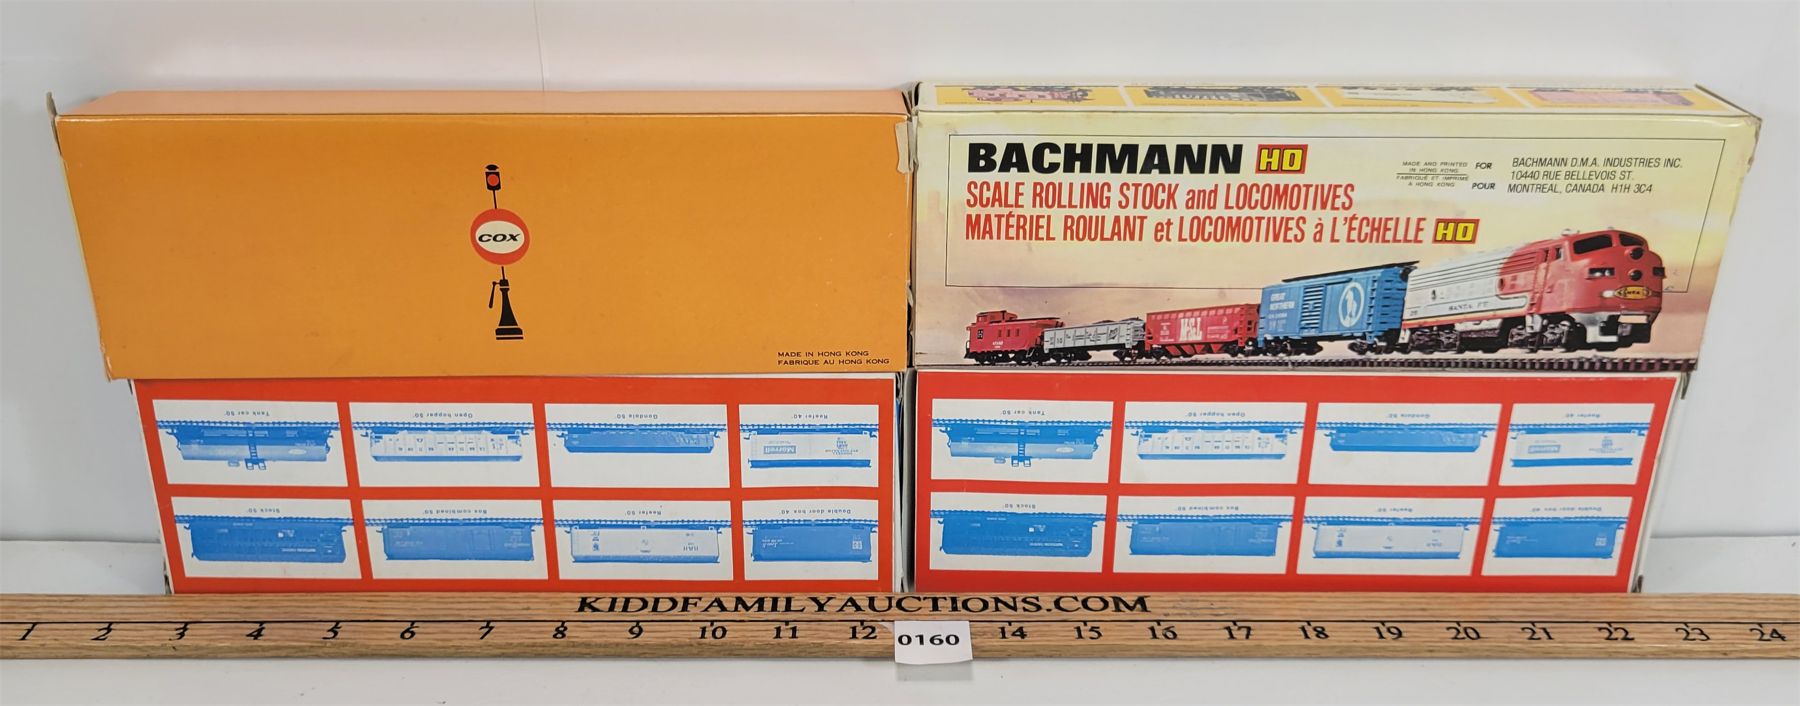 COX
MADE IN HONG KONG
FABRIQUE AU HONG KONG
BACHMANN HO
SCALE ROLLING STOCK and LOCOMOTIVES
MATÉRIEL ROULANT et LOCOMOTIVES à L'ÉCHELLE HO
MADE AND PRINTED
IN HONG KONG
FABRIQUÉ ET IMPRIMÉ
À HONG KONG
FOR
POUR
BACHMANN D.M.A. INDUSTRIES INC.
10440 RUE BELLEVOIS ST.
MONTREAL, CANADA H1H 3C4
GREAT
NORTHERN
SANTA FE
Tank car 50'
Open hopper 50'
Gondola 50'
Reefer 40'
Stock 50'
Box combined 50'
Reefer 50'
Double door box 40'
Tank car 50'
Open hopper 50'
Gondola 50'
Reefer 40'
Stock 50'
Box combined 50'
Reefer 50'
Double door box 40'
KIDDFAMILYAUCTIONS.COM
1 2 3 4 5 6 7 8 9 10 11 12 14 15 16 17 18 19 20 21 22 23 24
0160